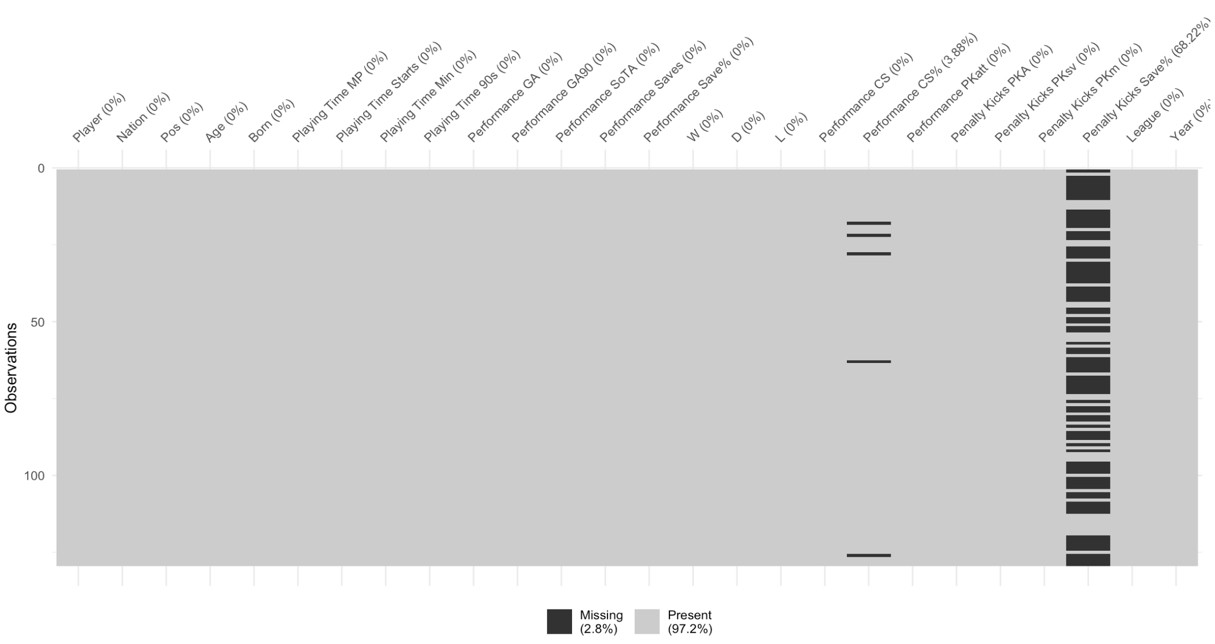 Player (0%)
Nation (0%)
Pos (0%)
Age (0%)
Born (0%)
Playing Time MP (0%)
Playing Time Starts (0%)
Playing Time Min (0%)
Playing Time 90s (0%)
Performance GA (0%)
Performance GA90 (0%)
Performance SoTA (0%)
Performance Saves (0%)
Performance Save% (0%)
W (0%)
D (0%)
L (0%)
Performance CS (0%)
Performance CS% (3.88%)
Performance PKatt (0%)
Penalty Kicks PKA (0%)
Penalty Kicks PKsv (0%)
Penalty Kicks PKm (0%)
Penalty Kicks Save% (68.22%)
League (0%)
Year (0%
0
50
100
Observations
Missing
(2.8%)
Present
(97.2%)